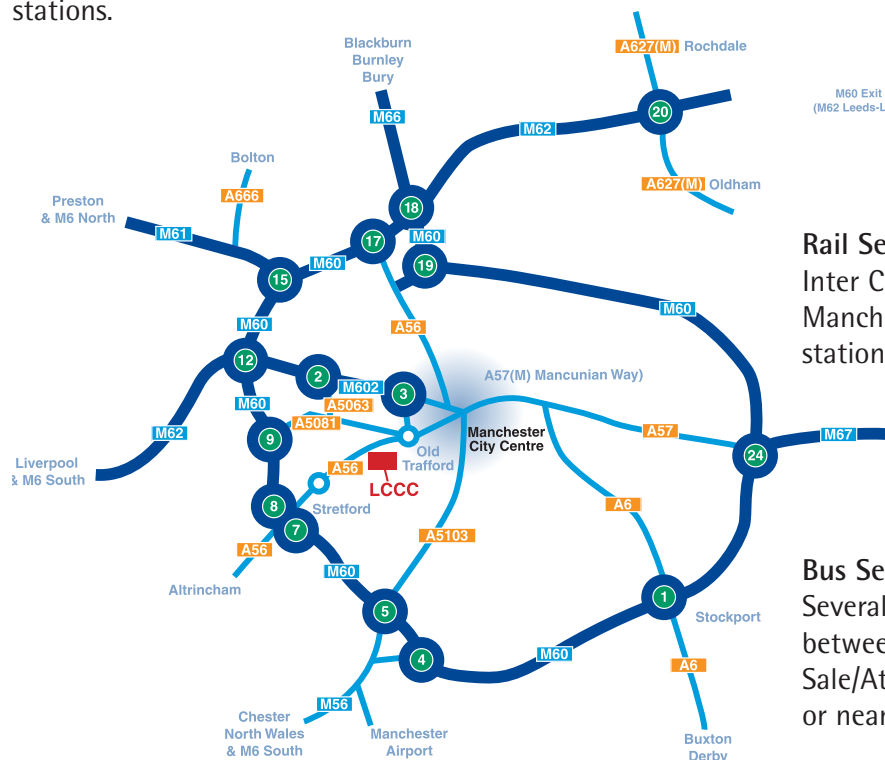 stations.
Blackburn
Burnley
Bury
M66
A627(M) Rochdale
20
M62
M60 Exit
(M62 Leeds-L
A627(M) Oldham
Bolton
A666
Preston
& M6 North
M61
18
M60
17
M60
19
15
M60
M60
A56
12
2
M602
3
A57(M) Mancunian Way)
A5063
M60
A5081
M62
9
Old
Trafford
Manchester
City Centre
A57
24
M67
Liverpool
& M6 South
A56
LCCC
8
Stretford
7
A6
A56
A5103
Altrincham
M60
5
1
Stockport
4
M60
A6
M56
Chester
North Wales
& M6 South
Manchester
Airport
Buxton
Derby
Rail Se
Inter C
Manch
station
Bus Se
Several
between
Sale/At
or near